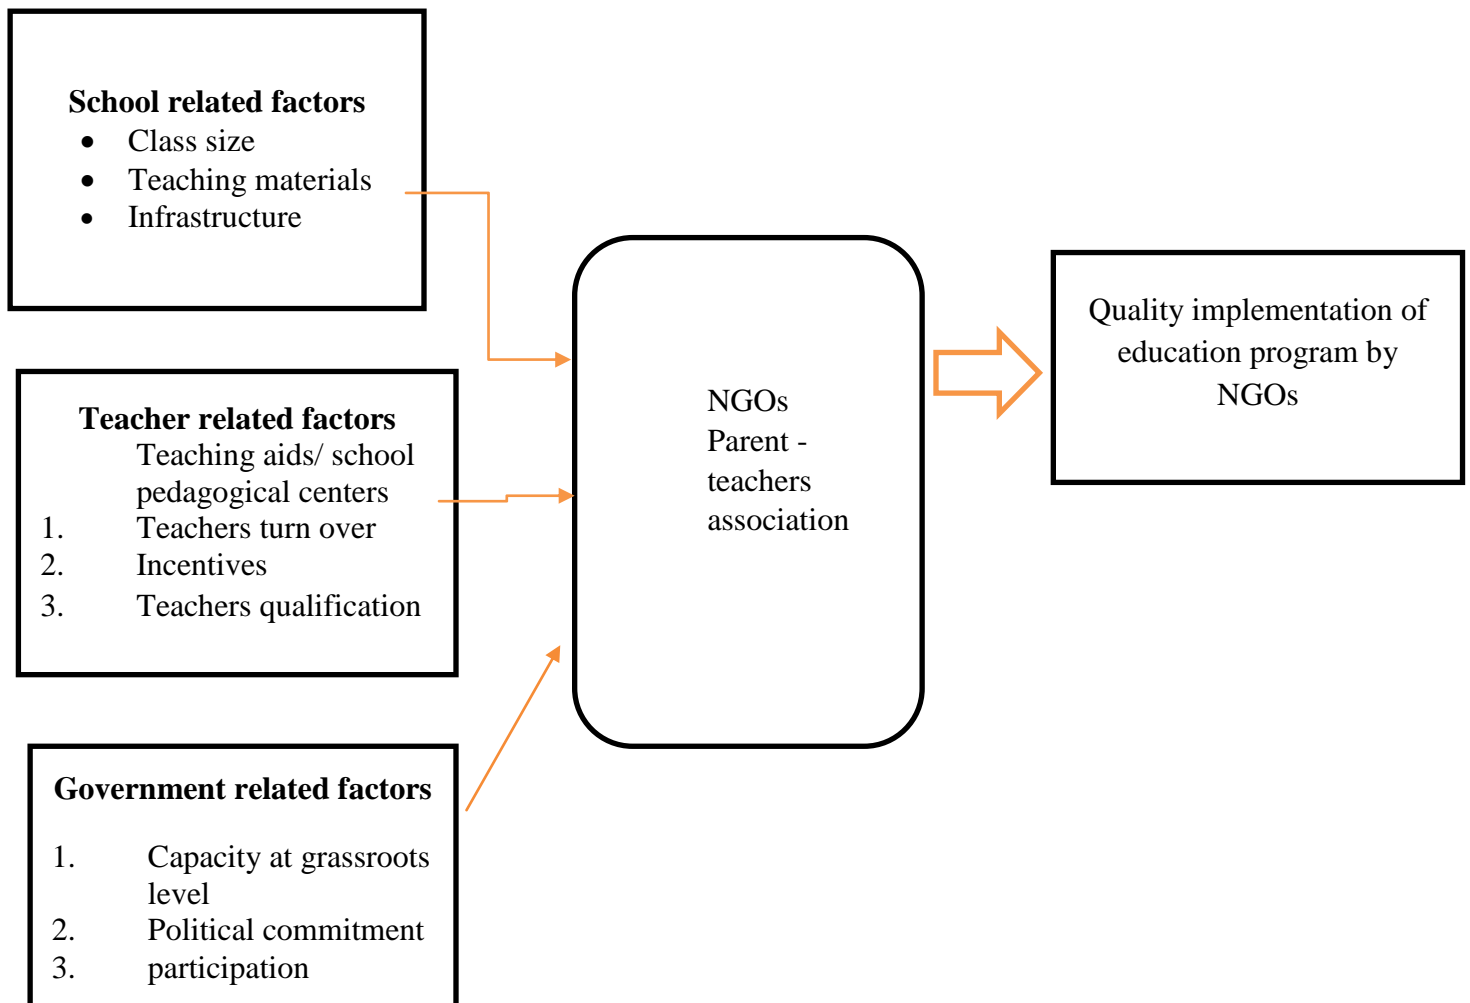 School related factors
• Class size
• Teaching materials
• Infrastructure
Teacher related factors
Teaching aids/ school
pedagogical centers
1. Teachers turn over
2. Incentives
3. Teachers qualification
Government related factors
1. Capacity at grassroots
level
2. Political commitment
3. participation
NGOs
Parent -
teachers
association
Quality implementation of
education program by
NGOs